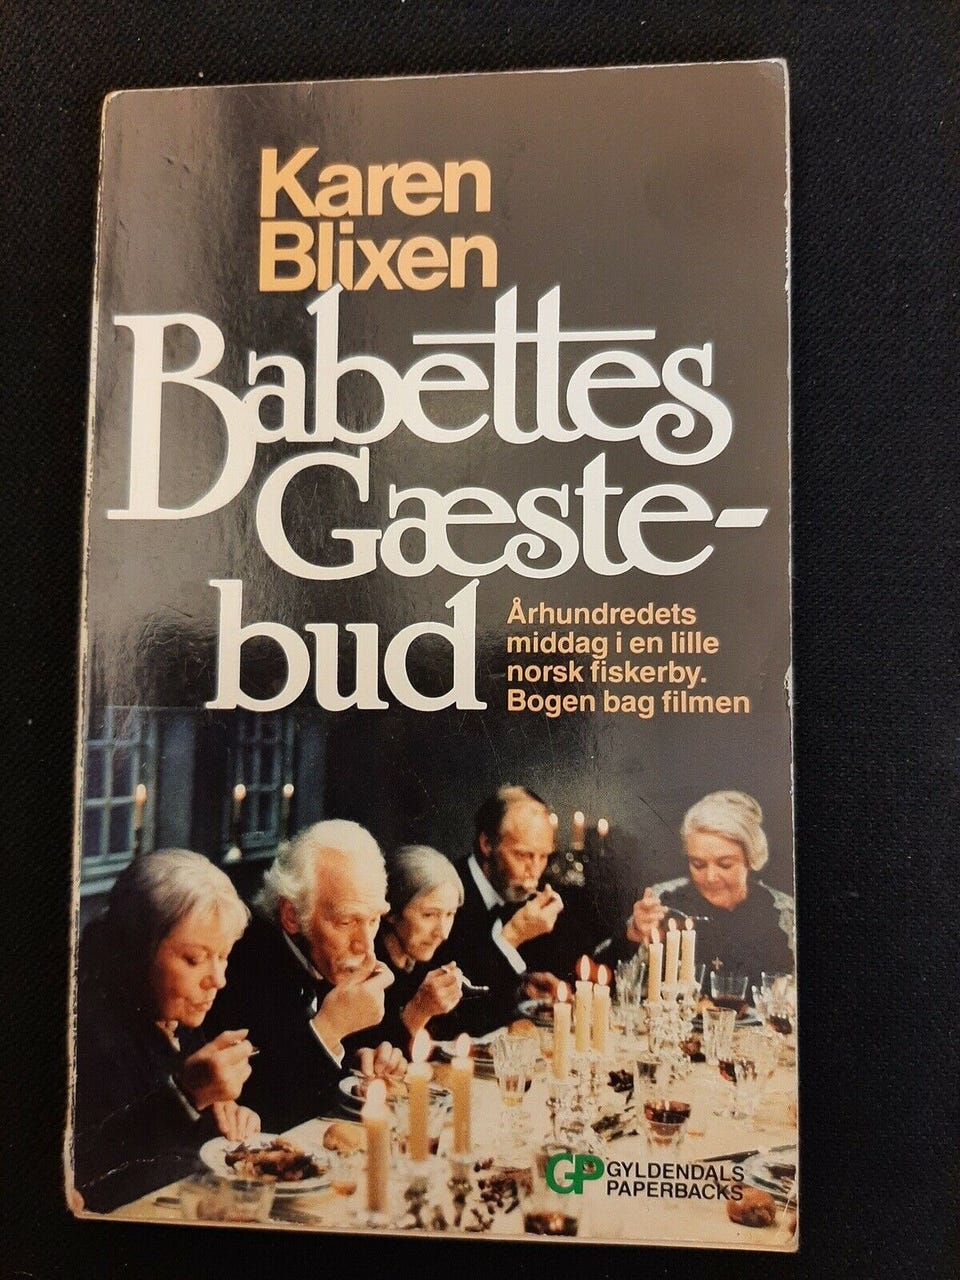 Karen
Blixen
Babettes
Gæste-
bud
Århundredets
middag i en lille
norsk fiskerby.
Bogen bag filmen
GP GYLDENDALS
PAPERBACKS